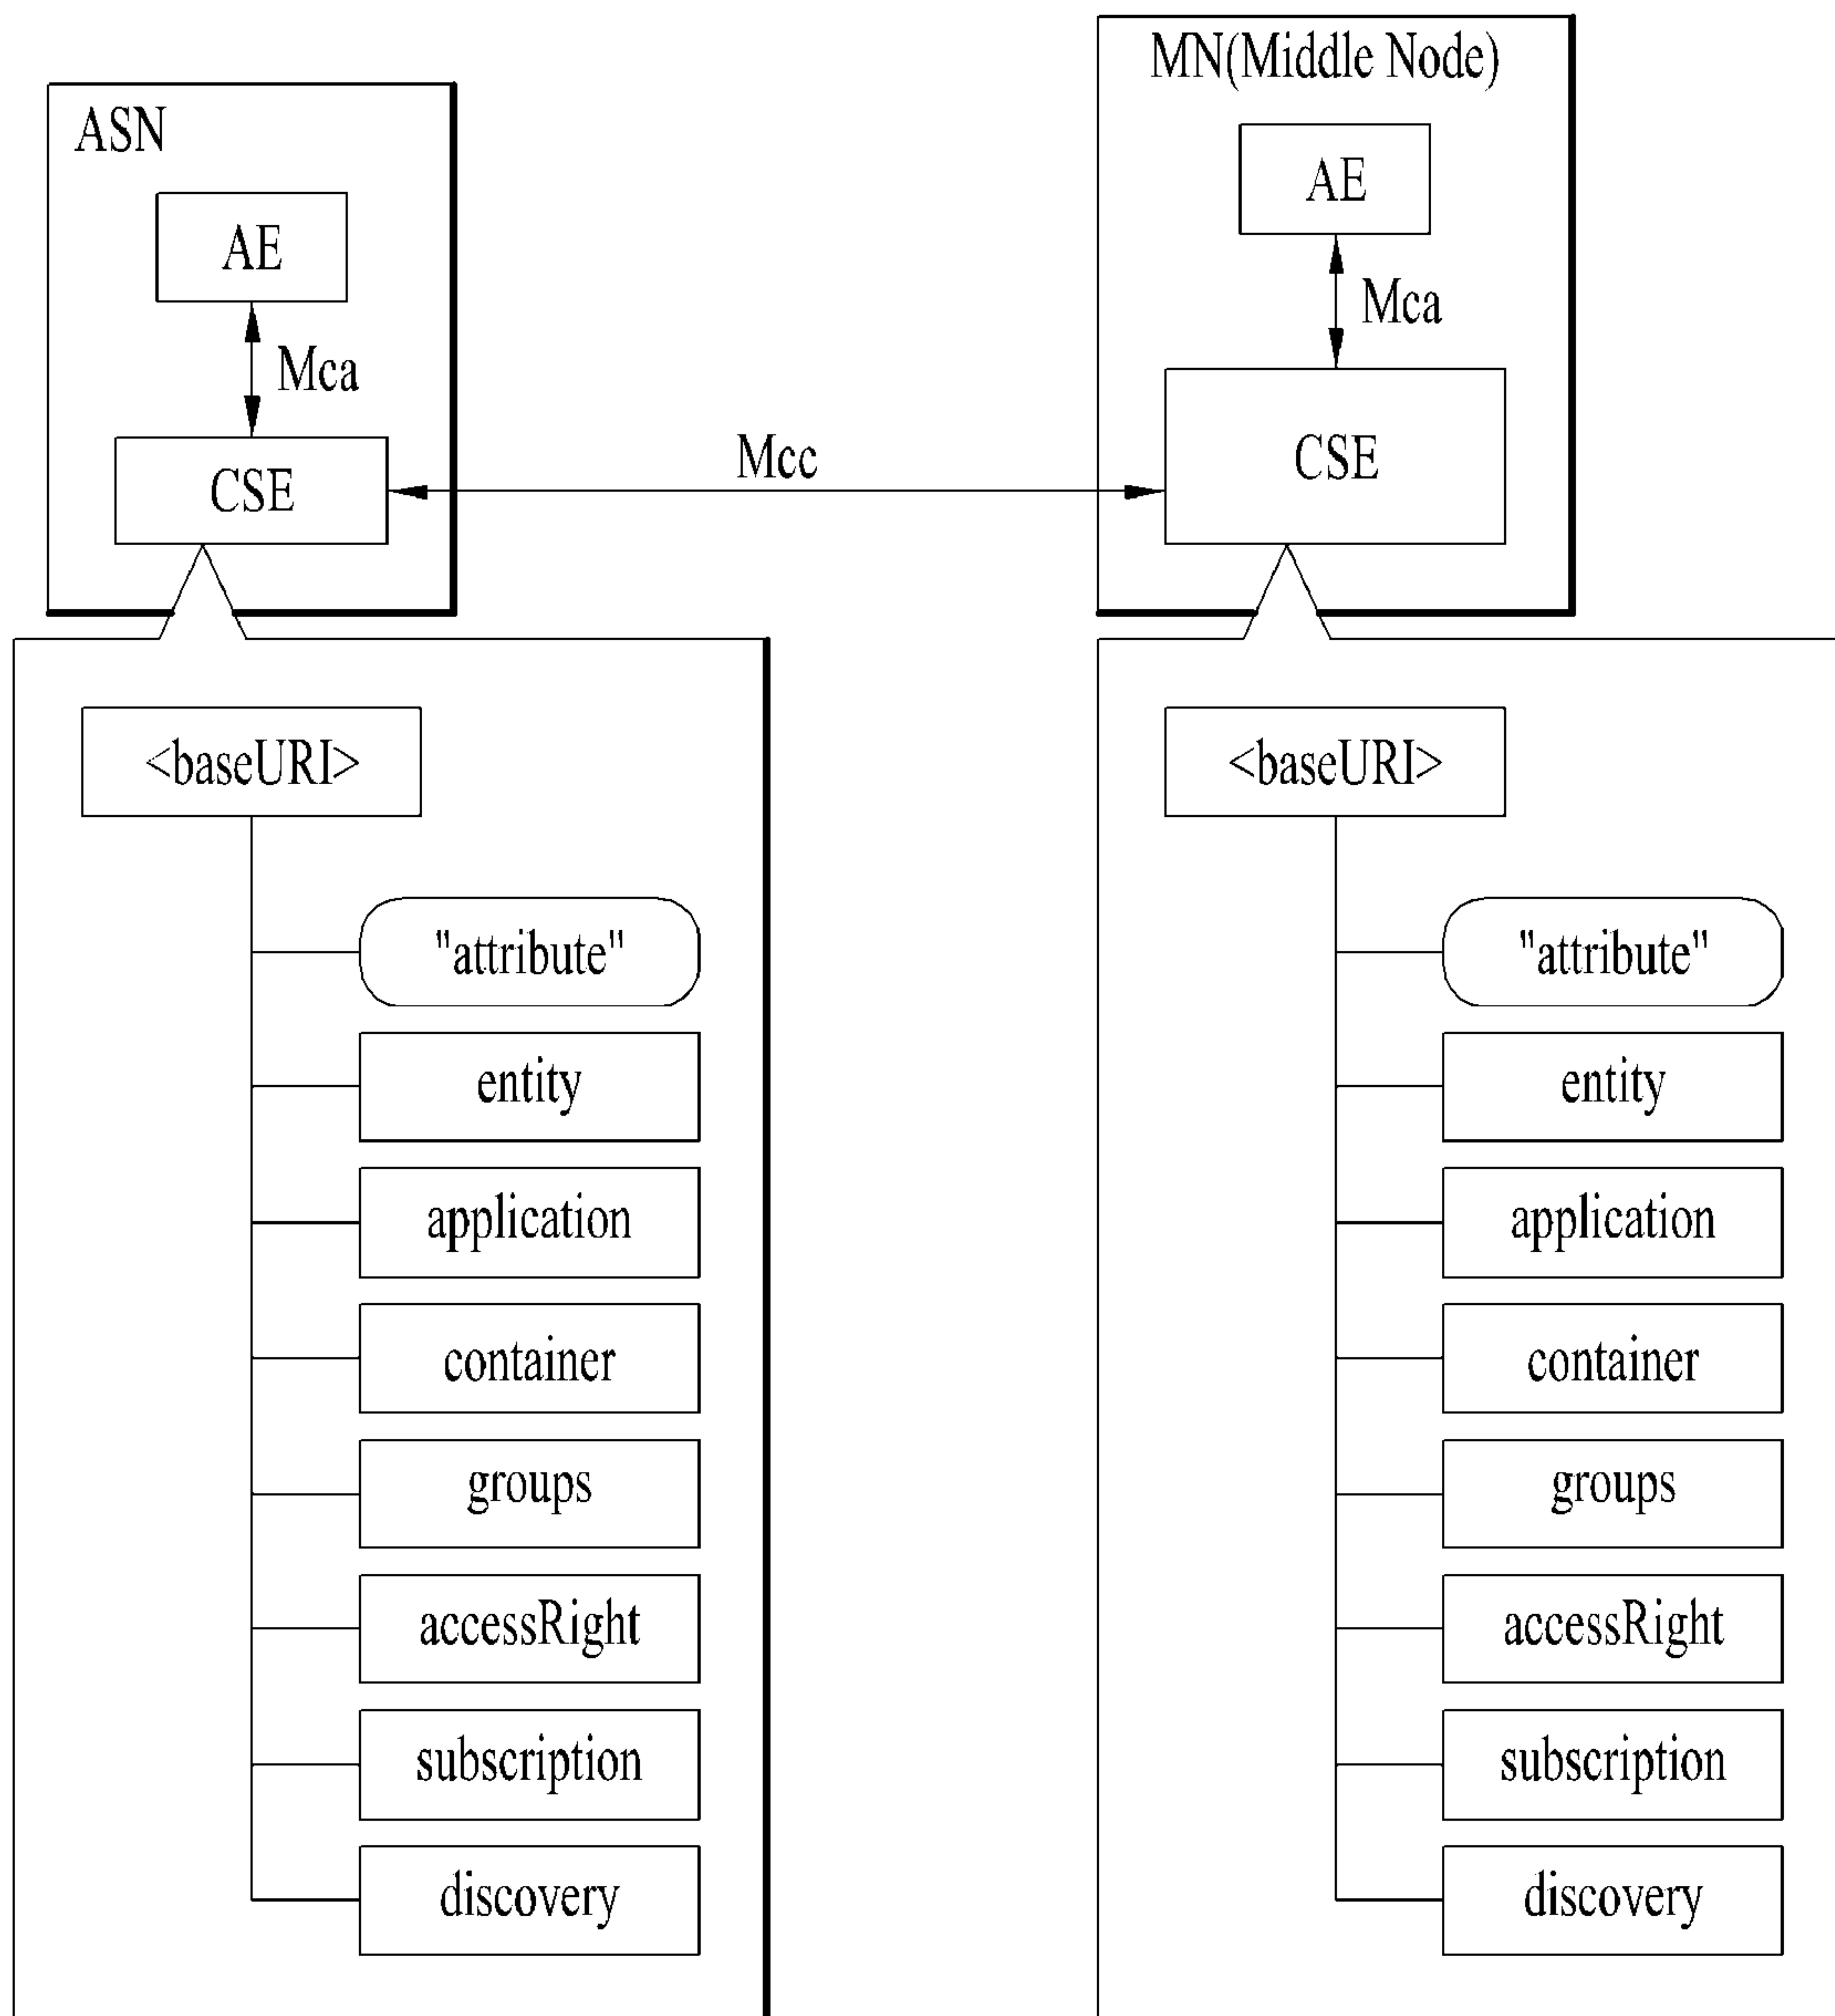 ASN
AE
Mca
CSE
Mcc
MN(Middle Node)
AE
Mca
CSE
<baseURI>
"attribute"
entity
application
container
groups
accessRight
subscription
discovery
<baseURI>
"attribute"
entity
application
container
groups
accessRight
subscription
discovery